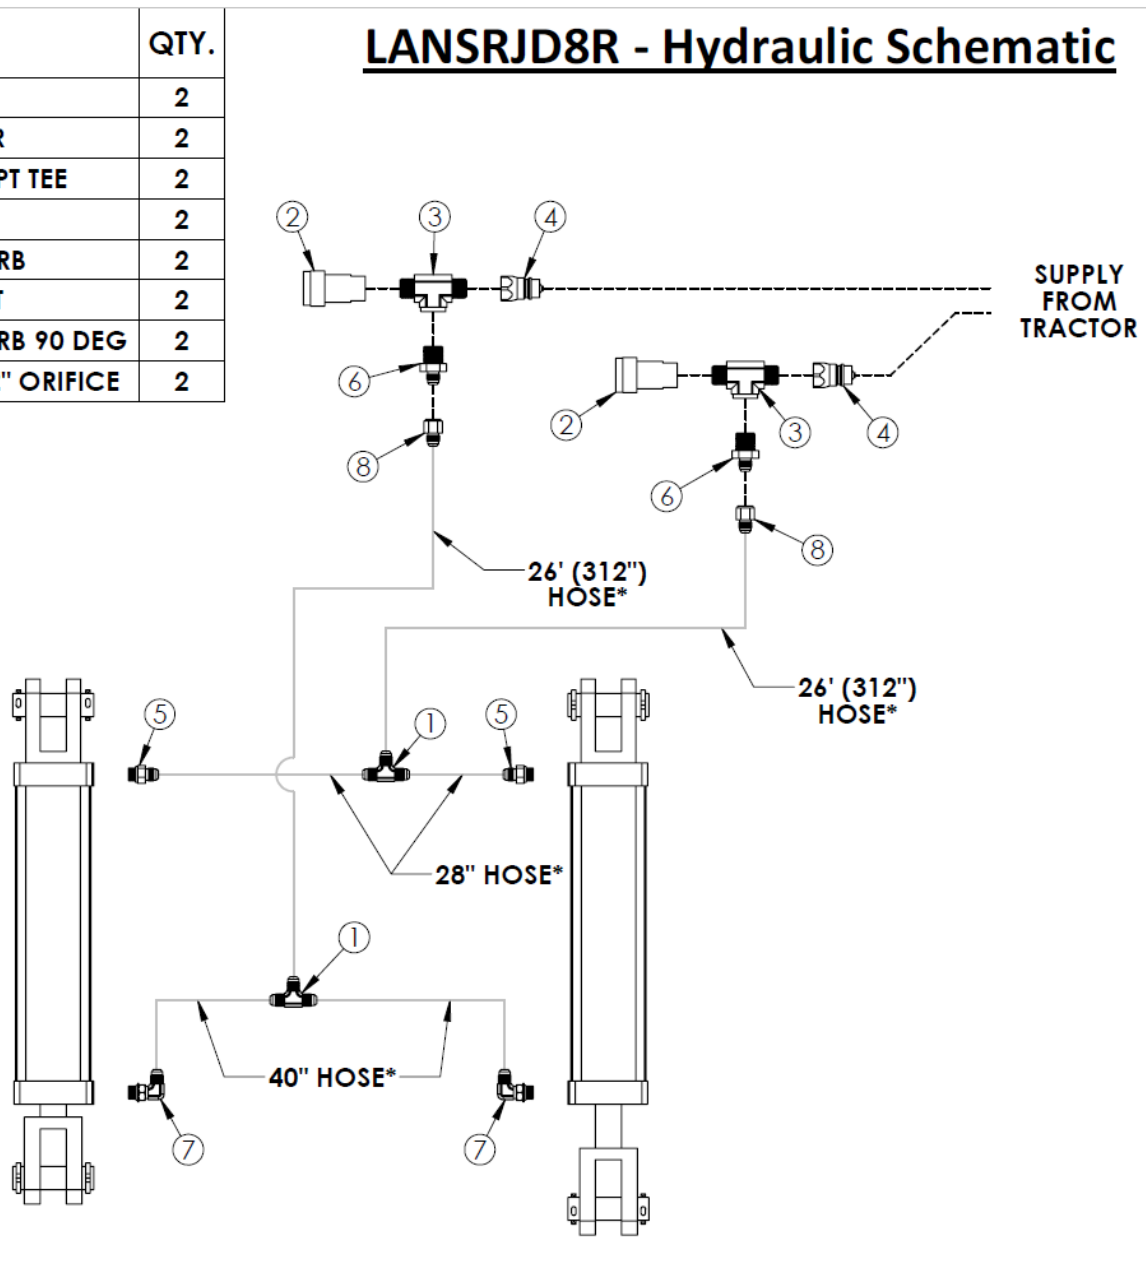 LANSRJD8R - Hydraulic Schematic
QTY.
2
R 2
PT TEE 2
2
RB 2
T 2
RB 90 DEG 2
" ORIFICE 2
2
3
4
SUPPLY
FROM
TRACTOR
6
2
3
4
8
6
8
26' (312")
HOSE*
26' (312")
HOSE*
5
1
5
28" HOSE*
1
40" HOSE*
7
7